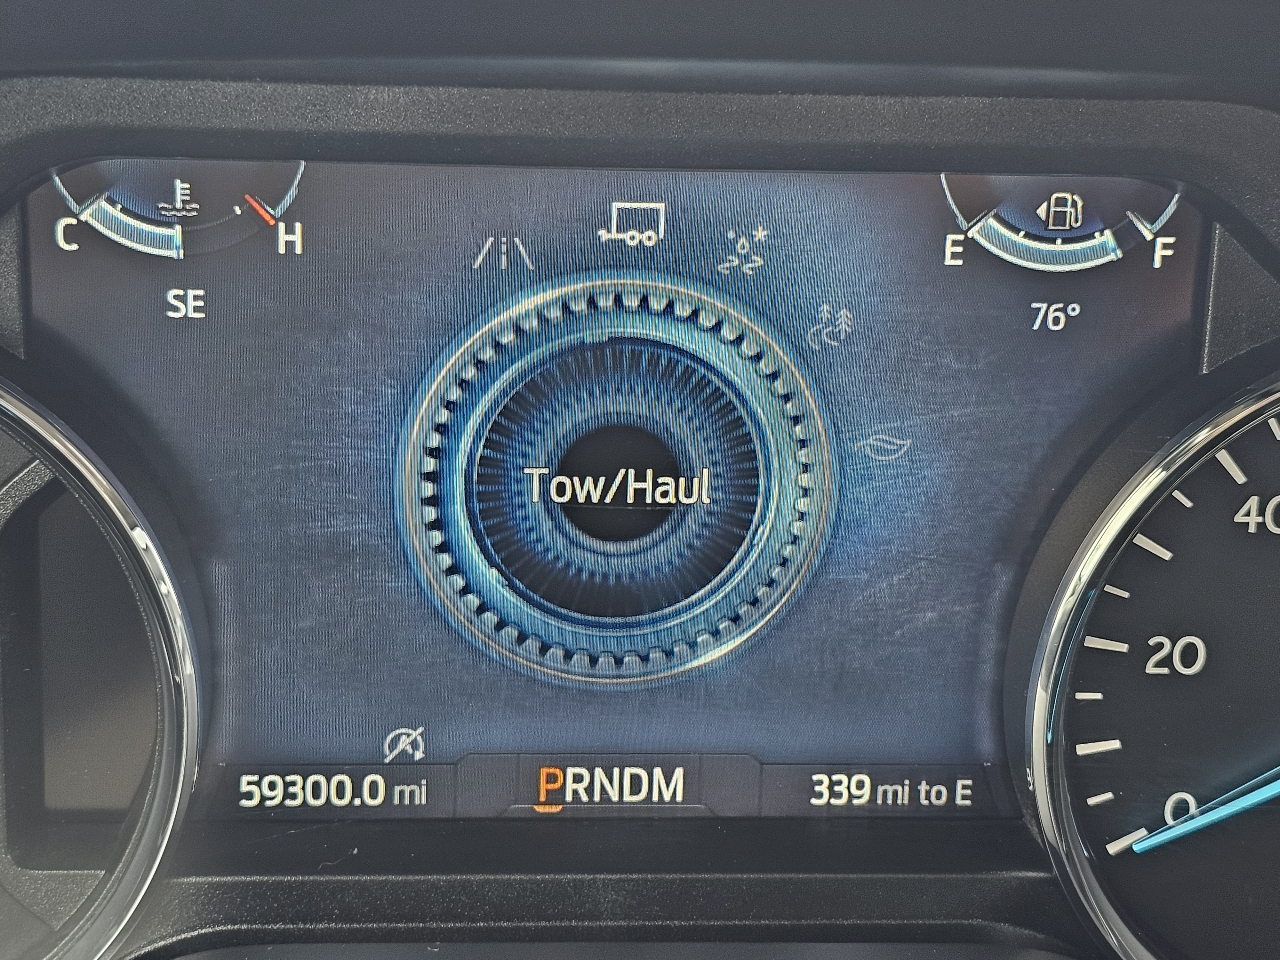 C H
E F
SE
76°
Tow/Haul
40
20
0
A
59300.0 mi
PRNDM
339 mi to E